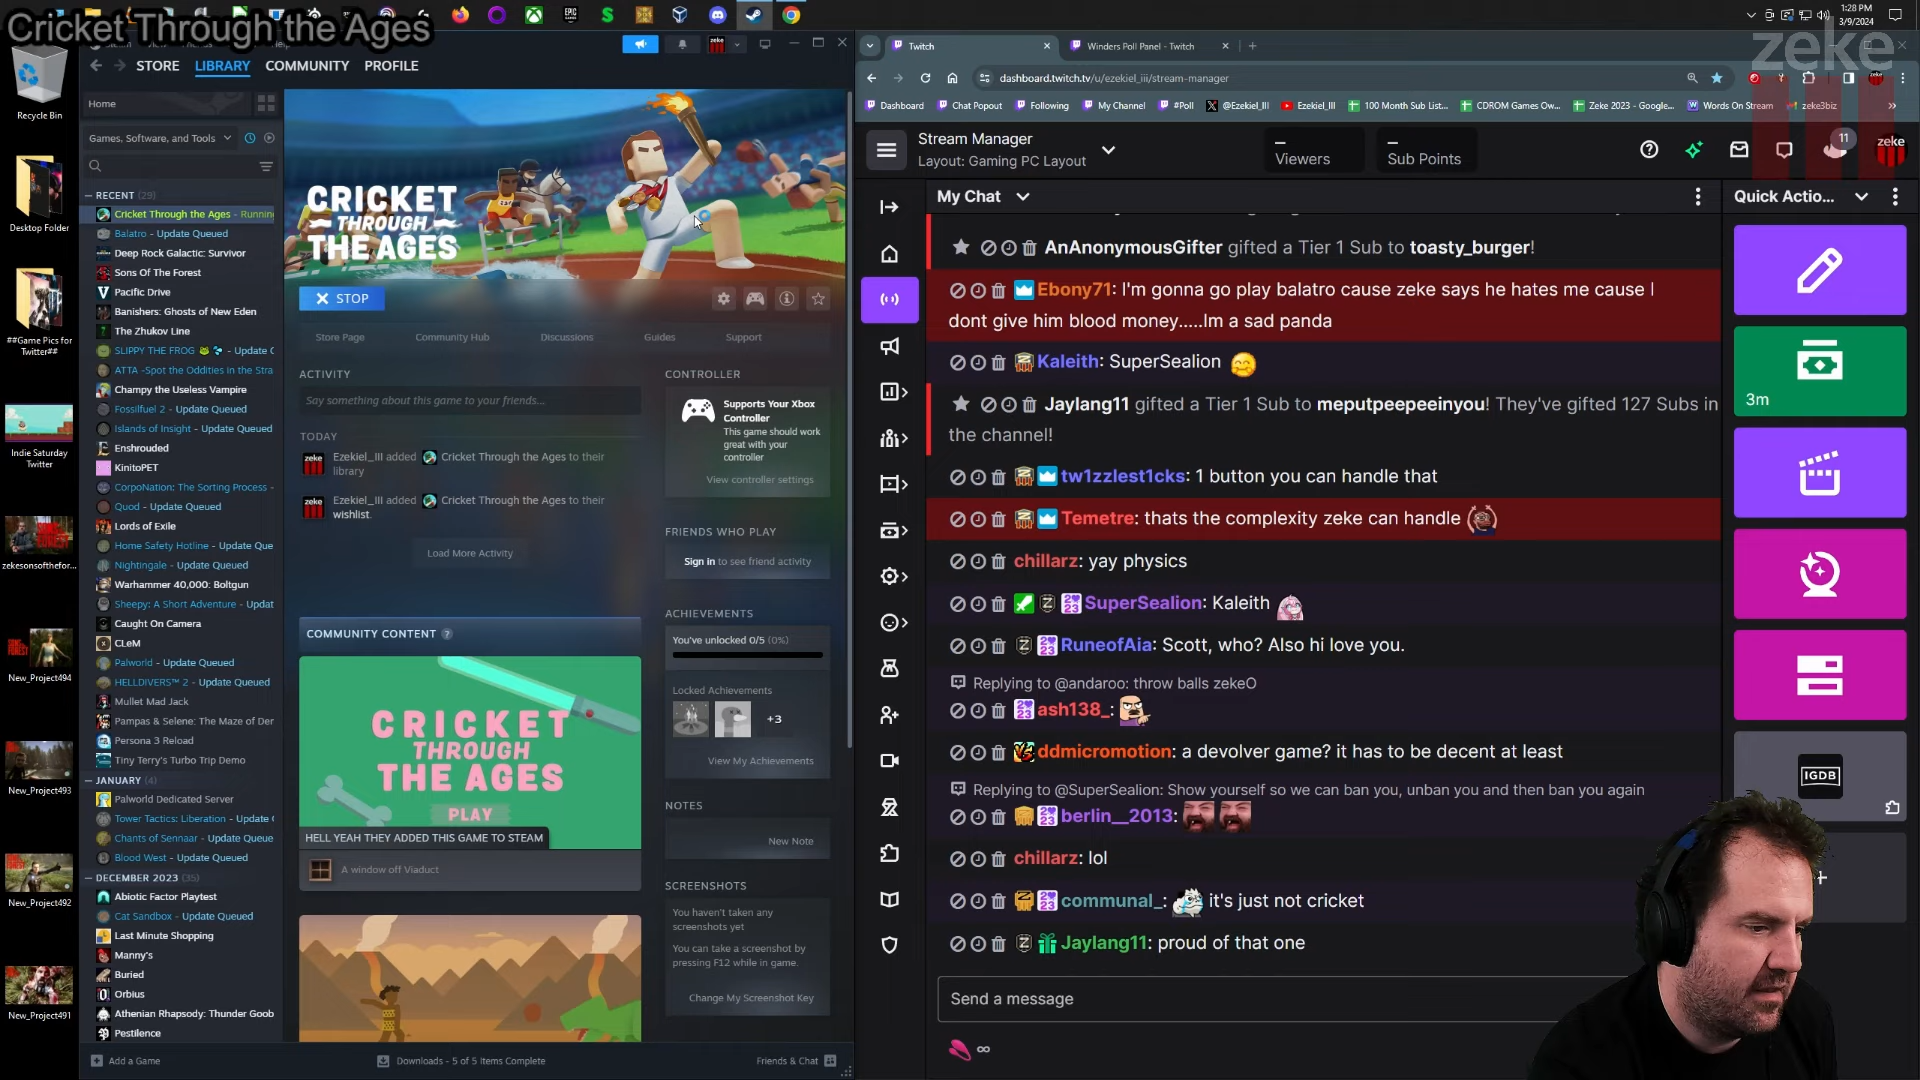 Cricket Through the Ages
1:28 PM
3/9/2024
zeke
Recycle Bin
Desktop Folder
##Game Pics for
Twitter##
Indie Saturday
Twitter
zekesonsofthefor...
New_Project494
New_Project493
New_Project492
New_Project491
STORE
LIBRARY
COMMUNITY
PROFILE
Home
Games, Software, and Tools
RECENT (29)
Cricket Through the Ages - Running
Balatro - Update Queued
Deep Rock Galactic: Survivor
Sons Of The Forest
Pacific Drive
Banishers: Ghosts of New Eden
The Zhukov Line
SLIPPY THE FROG - Update Q
ATTA -Spot the Oddities in the Stra
Champy the Useless Vampire
Fossilfuel 2 - Update Queued
Islands of Insight - Update Queued
Enshrouded
KinitoPET
CorpoNation: The Sorting Process -
Quod - Update Queued
Lords of Exile
Home Safety Hotline - Update Que
Nightingale - Update Queued
Warhammer 40,000: Boltgun
Sheepy: A Short Adventure - Updat
Caught On Camera
CLeM
Palworld - Update Queued
HELLDIVERS™ 2 - Update Queued
Mullet Mad Jack
Pampas & Selene: The Maze of Der
Persona 3 Reload
Tiny Terry's Turbo Trip Demo
JANUARY (4)
Palworld Dedicated Server
Tower Tactics: Liberation - Update Q
Chants of Sennaar - Update Queue
Blood West - Update Queued
DECEMBER 2023 (35)
Abiotic Factor Playtest
Cat Sandbox - Update Queued
Last Minute Shopping
Manny's
Buried
Orbius
Athenian Rhapsody: Thunder Goob
Pestilence
Add a Game
CRICKET
THROUGH
THE AGES
STOP
Store Page
Community Hub
Discussions
Guides
Support
ACTIVITY
Say something about this game to your friends...
TODAY
Ezekiel_III added Cricket Through the Ages to their
library
Ezekiel_III added Cricket Through the Ages to their
wishlist.
Load More Activity
COMMUNITY CONTENT ?
CRICKET
THROUGH
THE AGES
PLAY
HELL YEAH THEY ADDED THIS GAME TO STEAM
A window off Viaduct
CONTROLLER
Supports Your Xbox
Controller
This game should work
great with your
controller
View controller settings
FRIENDS WHO PLAY
Sign in to see friend activity
ACHIEVEMENTS
You've unlocked 0/5 (0%)
Locked Achievements
+3
View My Achievements
NOTES
New Note
SCREENSHOTS
You haven't taken any
screenshots yet
You can take a screenshot by
pressing F12 while in game.
Change My Screenshot Key
Downloads - 5 of 5 Items Complete
Friends & Chat
Twitch
Winders Poll Panel - Twitch
dashboard.twitch.tv/u/ezekiel_iii/stream-manager
Dashboard
Chat Popout
Following
My Channel
#Poll
@Ezekiel_III
Ezekiel_III
100 Month Sub List...
CDROM Games Ow...
Zeke 2023 - Google...
Words On Stream
zeke3biz
Stream Manager
Layout: Gaming PC Layout
–
Viewers
–
Sub Points
11
zeke
My Chat
AnAnonymousGifter gifted a Tier 1 Sub to toasty_burger!
Ebony71: I'm gonna go play balatro cause zeke says he hates me cause I
dont give him blood money.....Im a sad panda
Kaleith: SuperSealion
Jaylang11 gifted a Tier 1 Sub to meputpeepeeinyou! They've gifted 127 Subs in
the channel!
tw1zzlest1cks: 1 button you can handle that
Temetre: thats the complexity zeke can handle
chillarz: yay physics
SuperSealion: Kaleith
RuneofAia: Scott, who? Also hi love you.
Replying to @andaroo: throw balls zekeO
ash138_:
ddmicromotion: a devolver game? it has to be decent at least
Replying to @SuperSealion: Show yourself so we can ban you, unban you and then ban you again
berlin__2013:
chillarz: lol
communal_: it's just not cricket
Jaylang11: proud of that one
Send a message
∞
Quick Actio...
3m
IGDB